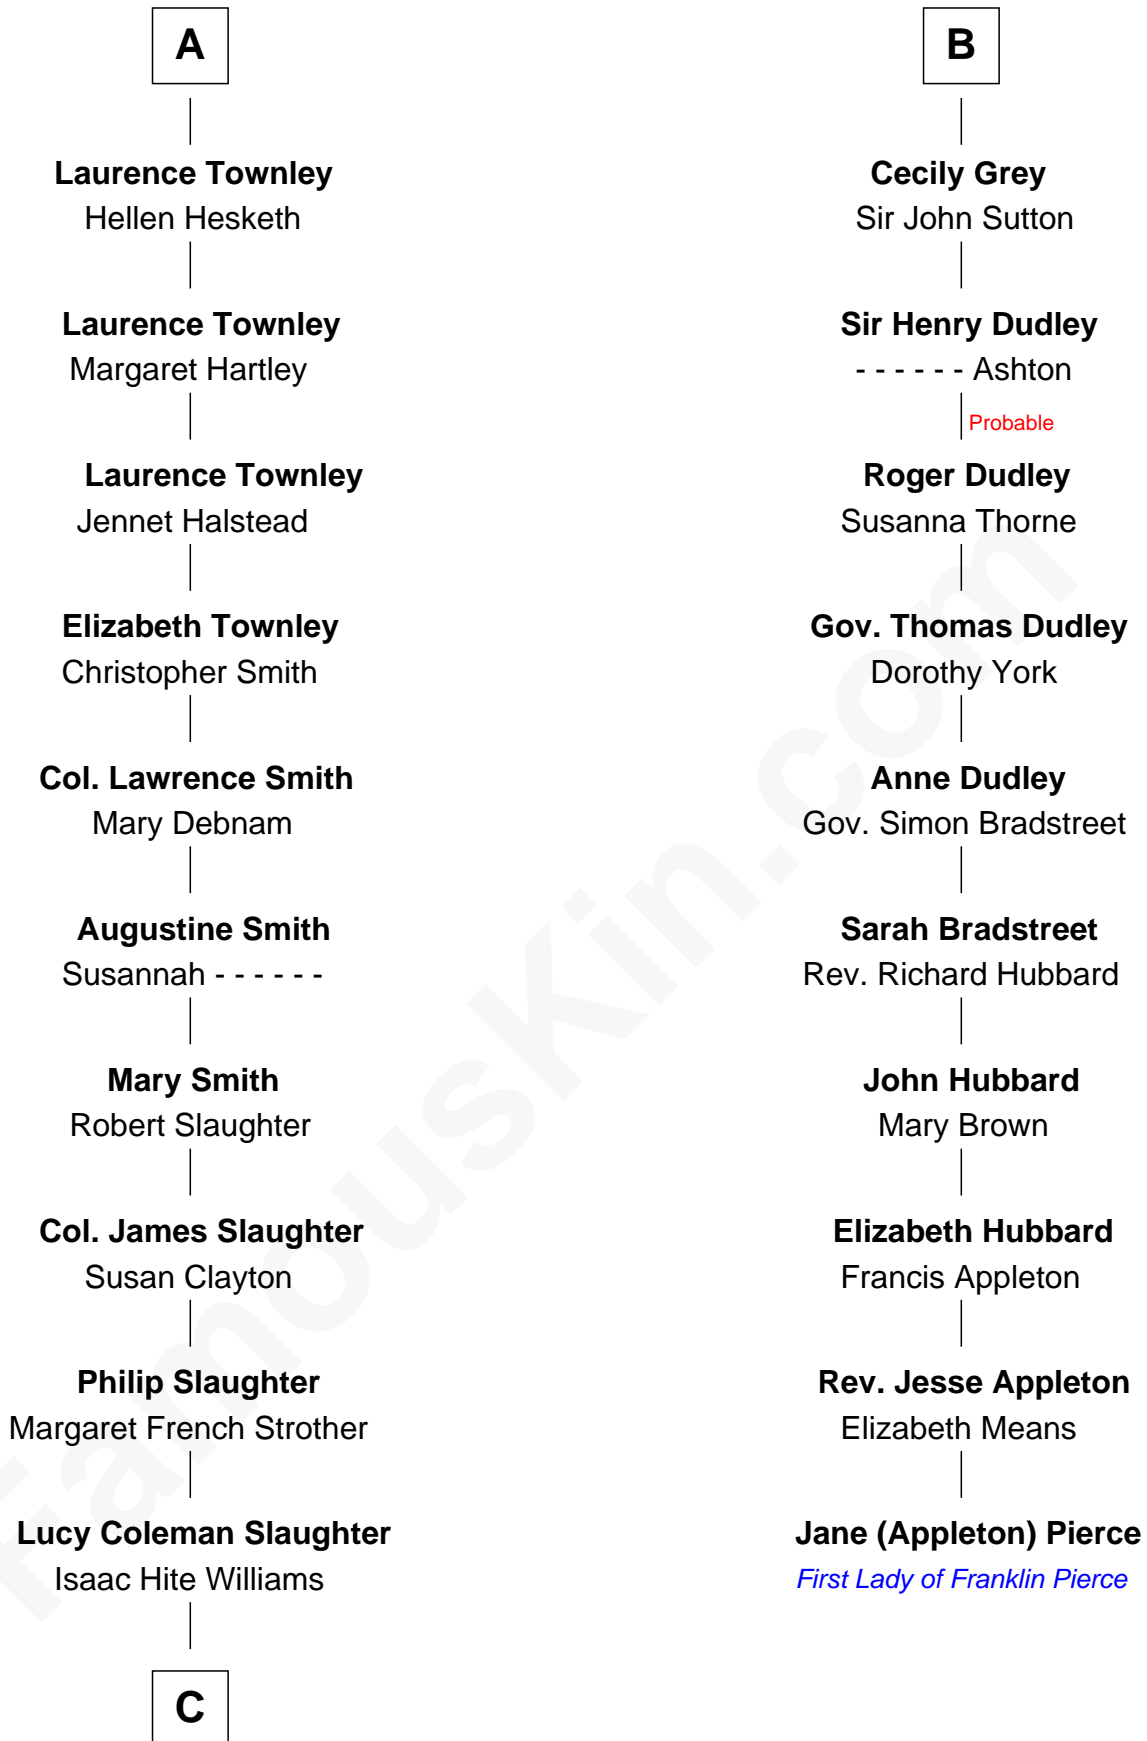 A
Laurence Townley
Hellen Hesketh
Laurence Townley
Margaret Hartley
Laurence Townley
Jennet Halstead
Elizabeth Townley
Christopher Smith
Col. Lawrence Smith
Mary Debnam
Augustine Smith
Susannah - - - - - -
Mary Smith
Robert Slaughter
Col. James Slaughter
Susan Clayton
Philip Slaughter
Margaret French Strother
Lucy Coleman Slaughter
Isaac Hite Williams
C
B
Cecily Grey
Sir John Sutton
Sir Henry Dudley
- - - - - - Ashton
Probable
Roger Dudley
Susanna Thorne
Gov. Thomas Dudley
Dorothy York
Anne Dudley
Gov. Simon Bradstreet
Sarah Bradstreet
Rev. Richard Hubbard
John Hubbard
Mary Brown
Elizabeth Hubbard
Francis Appleton
Rev. Jesse Appleton
Elizabeth Means
Jane (Appleton) Pierce
First Lady of Franklin Pierce
FamousKin.com